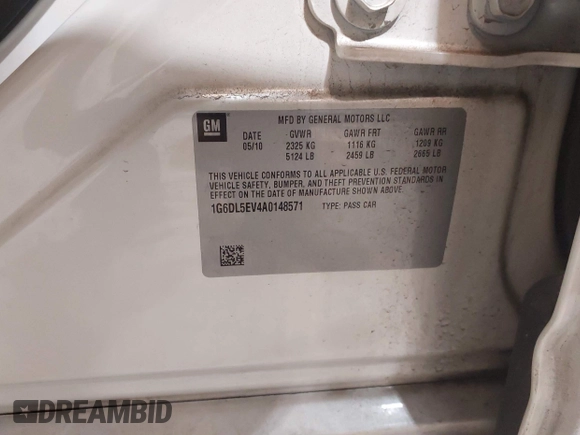 GM
MFD BY GENERAL MOTORS LLC
DATE GVWR GAWR FRT GAWR RR
05/10 2325 KG 1116 KG 1209 KG
5124 LB 2459 LB 2665 LB
THIS VEHICLE CONFORMS TO ALL APPLICABLE U.S. FEDERAL MOTOR
VEHICLE SAFETY, BUMPER, AND THEFT PREVENTION STANDARDS IN
EFFECT ON THE DATE OF MANUFACTURE SHOWN ABOVE.
1G6DL5EV4A0148571 TYPE: PASS CAR
DREAMBID